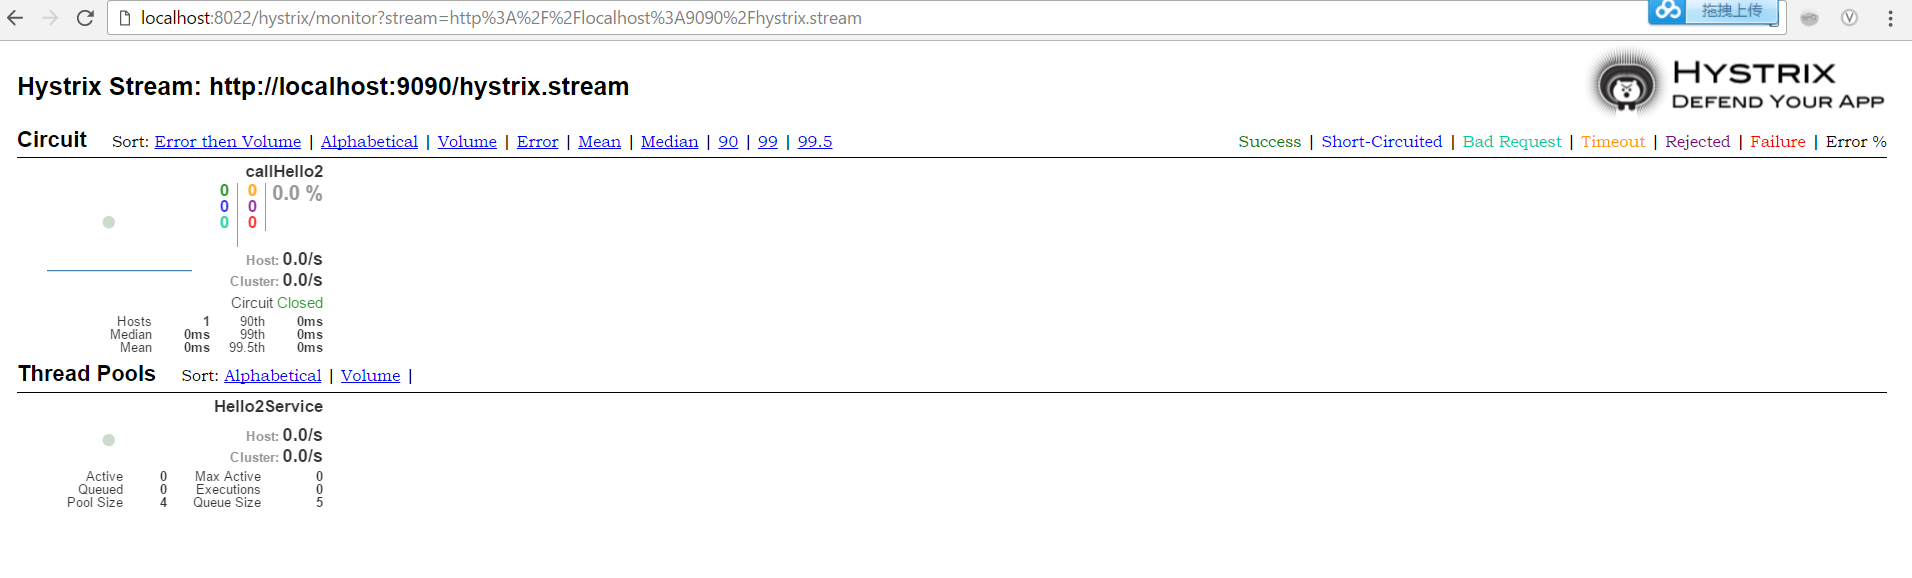 localhost:8022/hystrix/monitor?stream=http%3A%2F%2Flocalhost%3A9090%2Fhystrix.stream
拖拽上传
V
Hystrix Stream: http://localhost:9090/hystrix.stream
HYSTRIX
DEFEND YOUR APP
Circuit Sort: Error then Volume | Alphabetical | Volume | Error | Mean | Median | 90 | 99 | 99.5
Success | Short-Circuited | Bad Request | Timeout | Rejected | Failure | Error %
callHello2
0 0 0.0 %
0 0
0 0
Host: 0.0/s
Cluster: 0.0/s
Circuit Closed
Hosts 1 90th 0ms
Median 0ms 99th 0ms
Mean 0ms 99.5th 0ms
Thread Pools Sort: Alphabetical | Volume |
Hello2Service
Host: 0.0/s
Cluster: 0.0/s
Active 0 Max Active 0
Queued 0 Executions 0
Pool Size 4 Queue Size 5